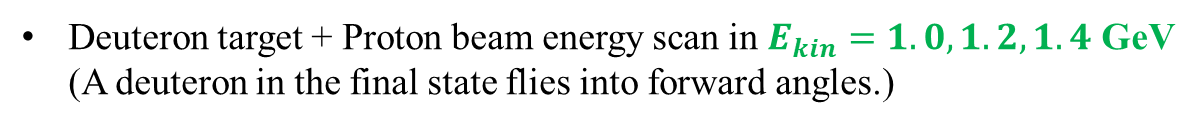 • Deuteron target + Proton beam energy scan in E_kin = 1.0, 1.2, 1.4 GeV
(A deuteron in the final state flies into forward angles.)